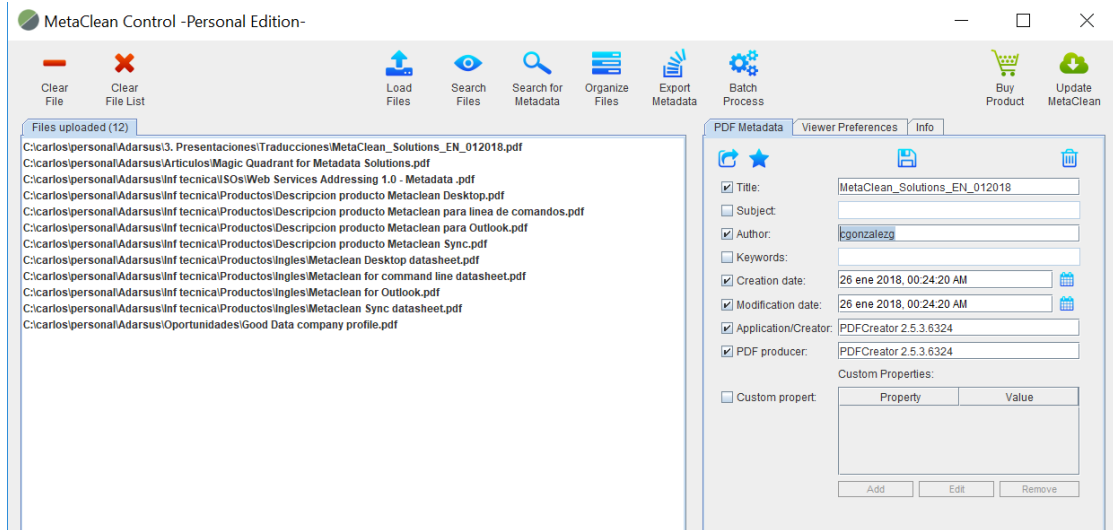 MetaClean Control -Personal Edition-
Clear File
Clear File List
Load Files
Search Files
Search for Metadata
Organize Files
Export Metadata
Batch Process
Buy Product
Update MetaClean
Files uploaded (12)
C:\carlos\personal\Adarsus\3. Presentaciones\Traducciones\MetaClean_Solutions_EN_012018.pdf
C:\carlos\personal\Adarsus\Articulos\Magic Quadrant for Metadata Solutions.pdf
C:\carlos\personal\Adarsus\Inf tecnica\ISOs\Web Services Addressing 1.0 - Metadata .pdf
C:\carlos\personal\Adarsus\Inf tecnica\Productos\Descripcion producto Metaclean Desktop.pdf
C:\carlos\personal\Adarsus\Inf tecnica\Productos\Descripcion producto Metaclean para linea de comandos.pdf
C:\carlos\personal\Adarsus\Inf tecnica\Productos\Descripcion producto Metaclean para Outlook.pdf
C:\carlos\personal\Adarsus\Inf tecnica\Productos\Descripcion producto Metaclean Sync.pdf
C:\carlos\personal\Adarsus\Inf tecnica\Productos\Ingles\Metaclean Desktop datasheet.pdf
C:\carlos\personal\Adarsus\Inf tecnica\Productos\Ingles\Metaclean for command line datasheet.pdf
C:\carlos\personal\Adarsus\Inf tecnica\Productos\Ingles\Metaclean for Outlook.pdf
C:\carlos\personal\Adarsus\Inf tecnica\Productos\Ingles\Metaclean Sync datasheet.pdf
C:\carlos\personal\Adarsus\Oportunidades\Good Data company profile.pdf
PDF Metadata Viewer Preferences Info
Title: MetaClean_Solutions_EN_012018
Subject:
Author: cgonzalezg
Keywords:
Creation date: 26 ene 2018, 00:24:20 AM
Modification date: 26 ene 2018, 00:24:20 AM
Application/Creator: PDFCreator 2.5.3.6324
PDF producer: PDFCreator 2.5.3.6324
Custom Properties:
Custom propert: Property Value
Add Edit Remove